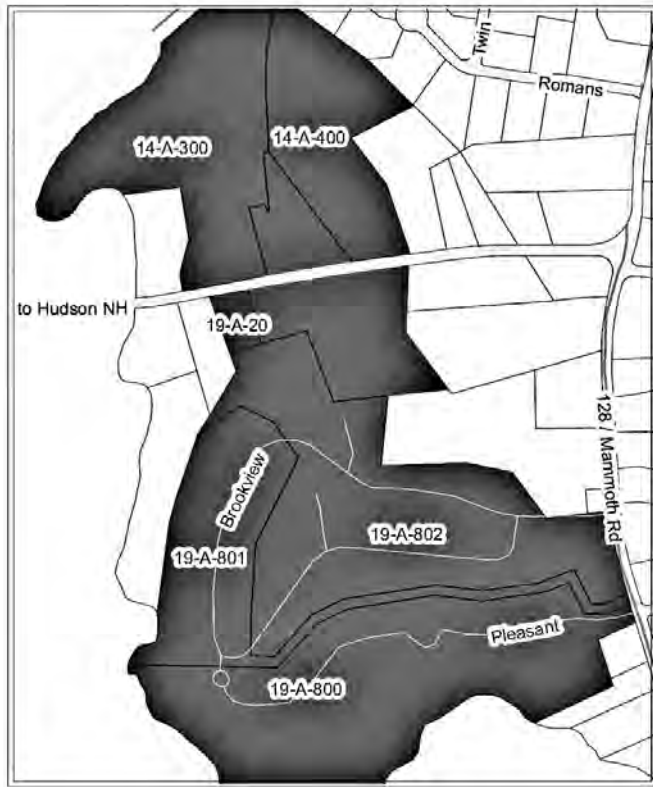 Twin
Romans
14-A-300
14-A-400
to Hudson NH
19-A-20
128 / Mammoth Rd
Brookview
19-A-802
19-A-801
Pleasant
19-A-800